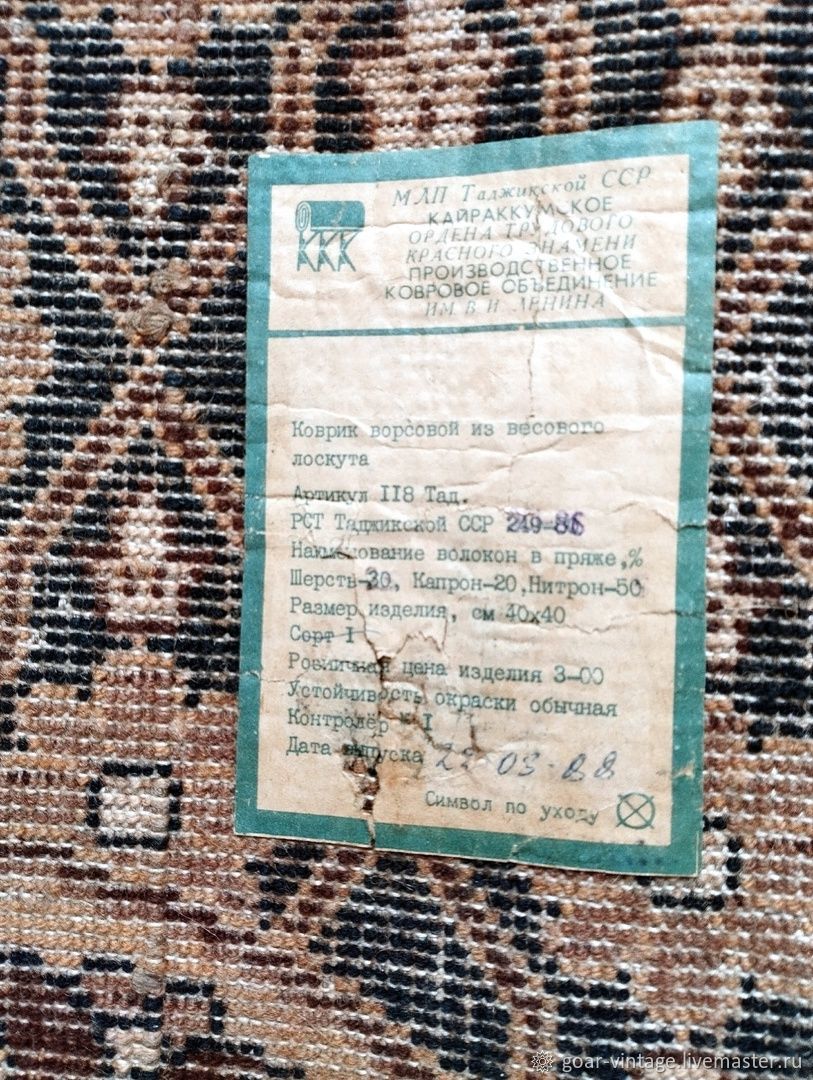 МЛП Таджикской ССР
КАЙРАККУМСКОЕ
ОРДЕНА ТРУДОВОГО
КРАСНОГО ЗНАМЕНИ
ПРОИЗВОДСТВЕННОЕ
КОВРОВОЕ ОБЪЕДИНЕНИЕ
ИМ В И ЛЕНИНА
ККК
Коврик ворсовой из весового
лоскута
Артикул 118 Тад.
РСТ Таджикской ССР 249-86
Наименование волокон в пряже,%
Шерсть-30, Капрон-20, Нитрон-50
Размер изделия, см 40x40
Сорт I
Розничная цена изделия 3-00
Устойчивость окраски обычная
Контролёр I
Дата выпуска 22-03-88
Символ по уходу
goar-vintage.livemaster.ru